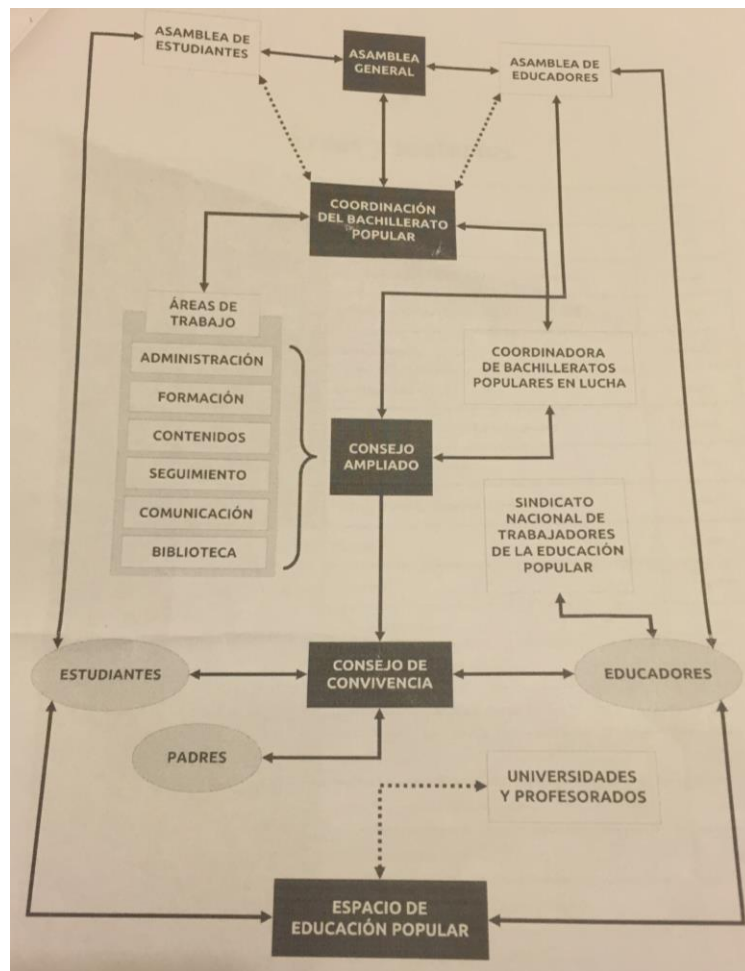 ASAMBLEA DE
ESTUDIANTES
ASAMBLEA
GENERAL
ASAMBLEA DE
EDUCADORES
COORDINACIÓN
DEL BACHILLERATO
POPULAR
ÁREAS DE
TRABAJO
ADMINISTRACIÓN
FORMACIÓN
CONTENIDOS
SEGUIMIENTO
COMUNICACIÓN
BIBLIOTECA
COORDINADORA
DE BACHILLERATOS
POPULARES EN LUCHA
CONSEJO
AMPLIADO
SINDICATO
NACIONAL DE
TRABAJADORES
DE LA EDUCACIÓN
POPULAR
ESTUDIANTES
CONSEJO DE
CONVIVENCIA
EDUCADORES
PADRES
UNIVERSIDADES
Y PROFESORADOS
ESPACIO DE
EDUCACIÓN POPULAR